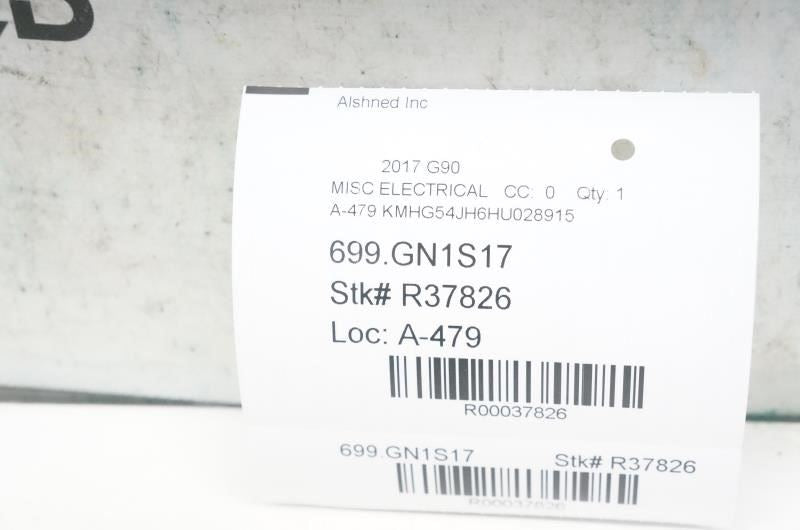 Alshned Inc
2017 G90
MISC ELECTRICAL CC: 0 Qty: 1
A-479 KMHG54JH6HU028915
699.GN1S17
Stk# R37826
Loc: A-479
R00037826
699.GN1S17 Stk# R37826
R00037826